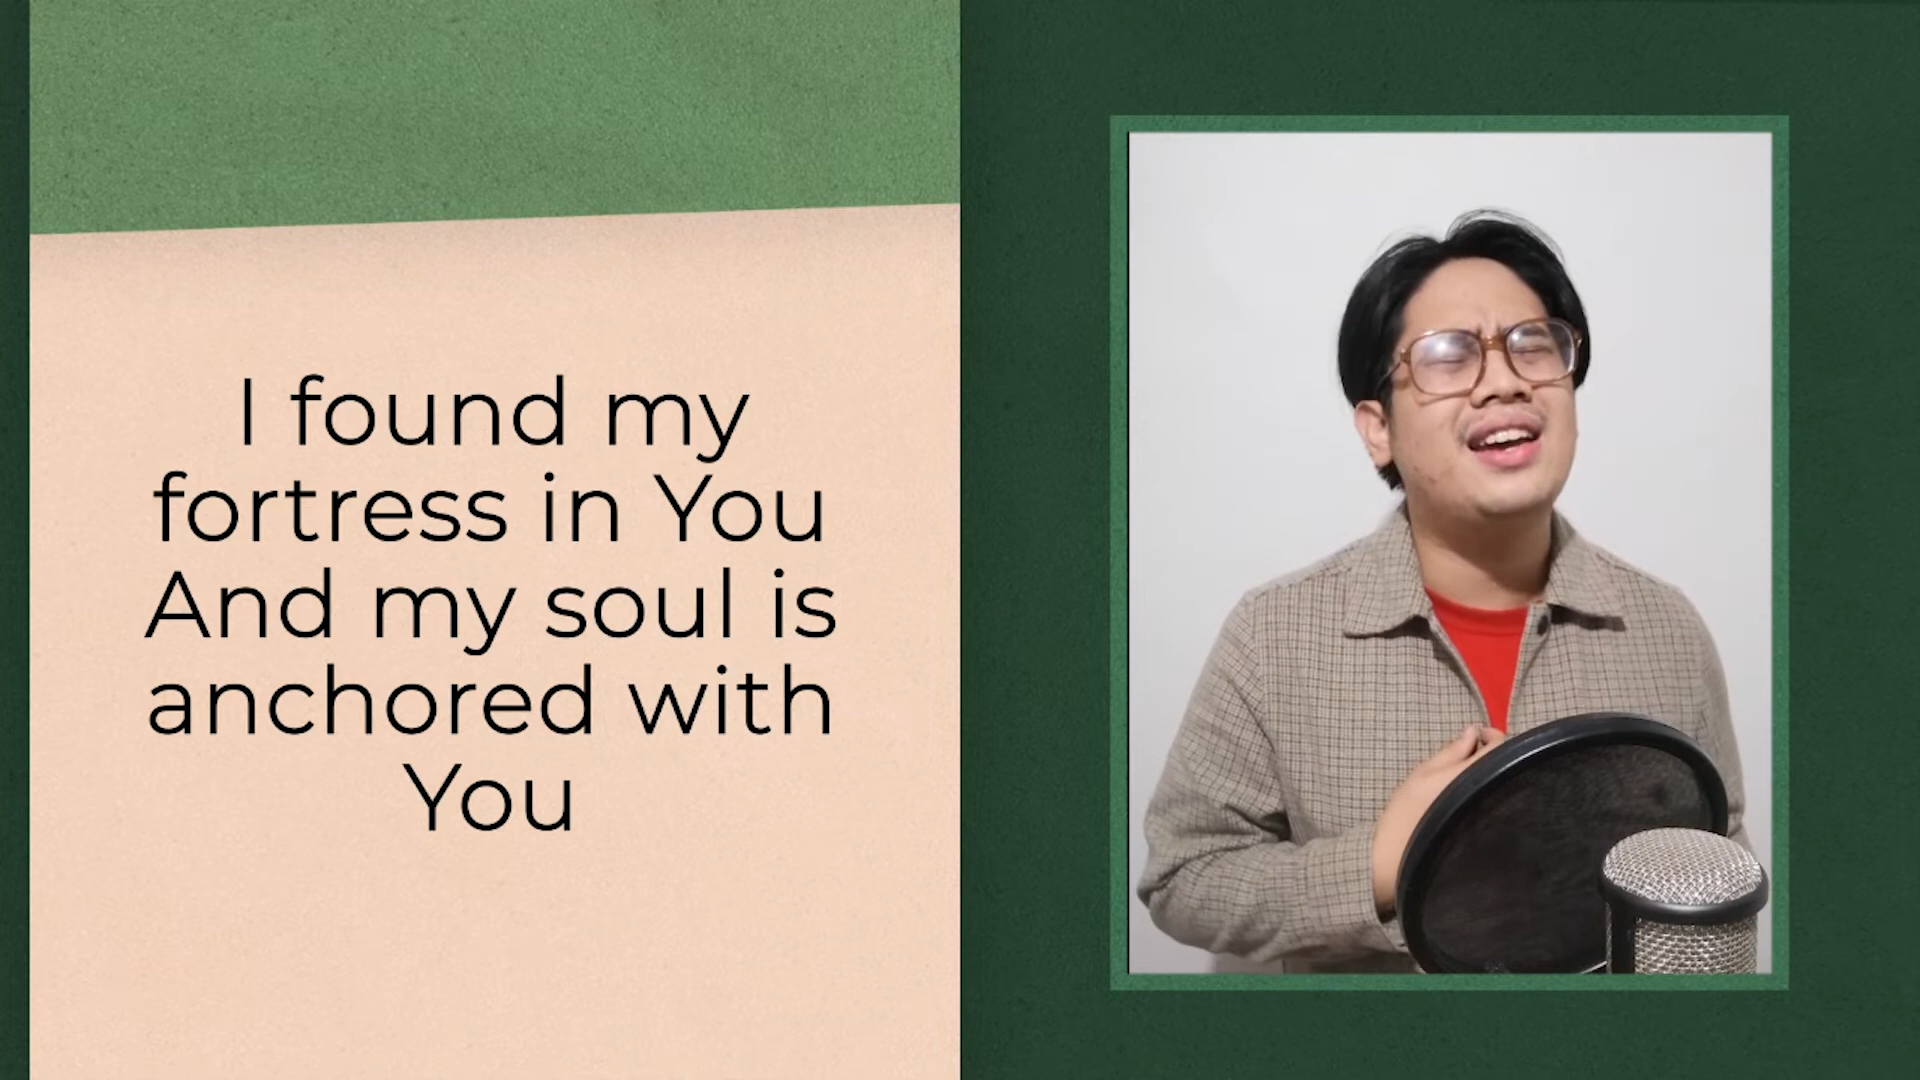 I found my
fortress in You
And my soul is
anchored with
You